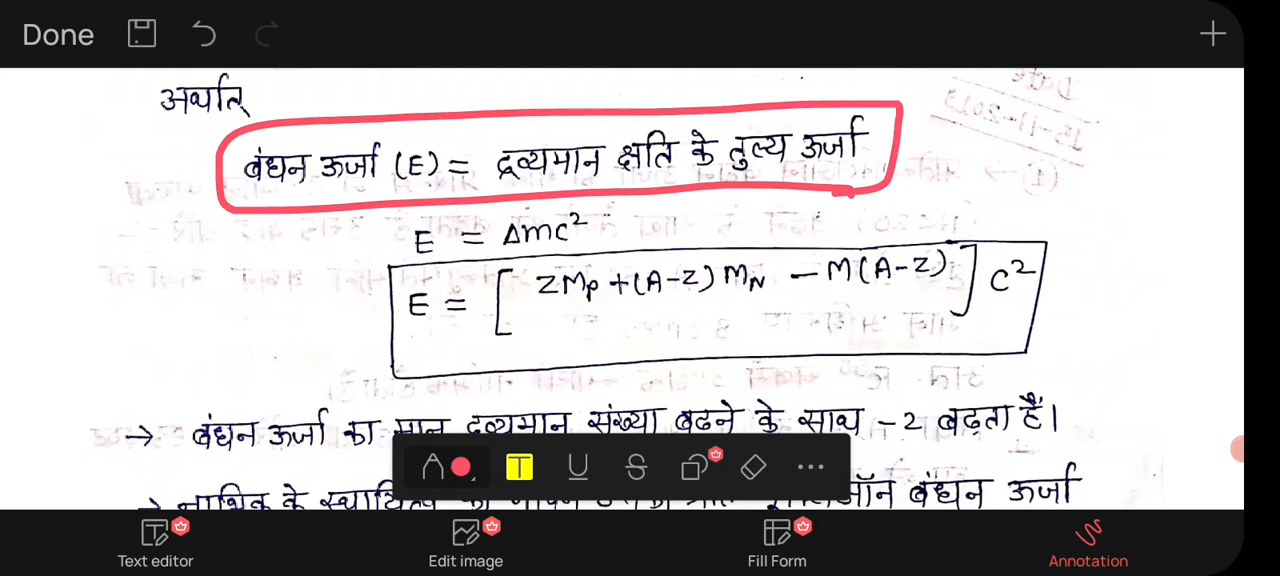 Done
अर्थात्
बंधन ऊर्जा (E) = द्रव्यमान क्षति के तुल्य ऊर्जा
E = Δmc²
E = [ZMp + (A-Z) MN - M(A-Z)] C²
→ बंधन ऊर्जा का मान द्रव्यमान संख्या बढने के साथ -2 बढ़ता हैं।
→ नाभिक के बंधन ऊर्जा
T U S
Text editor Edit image Fill Form Annotation